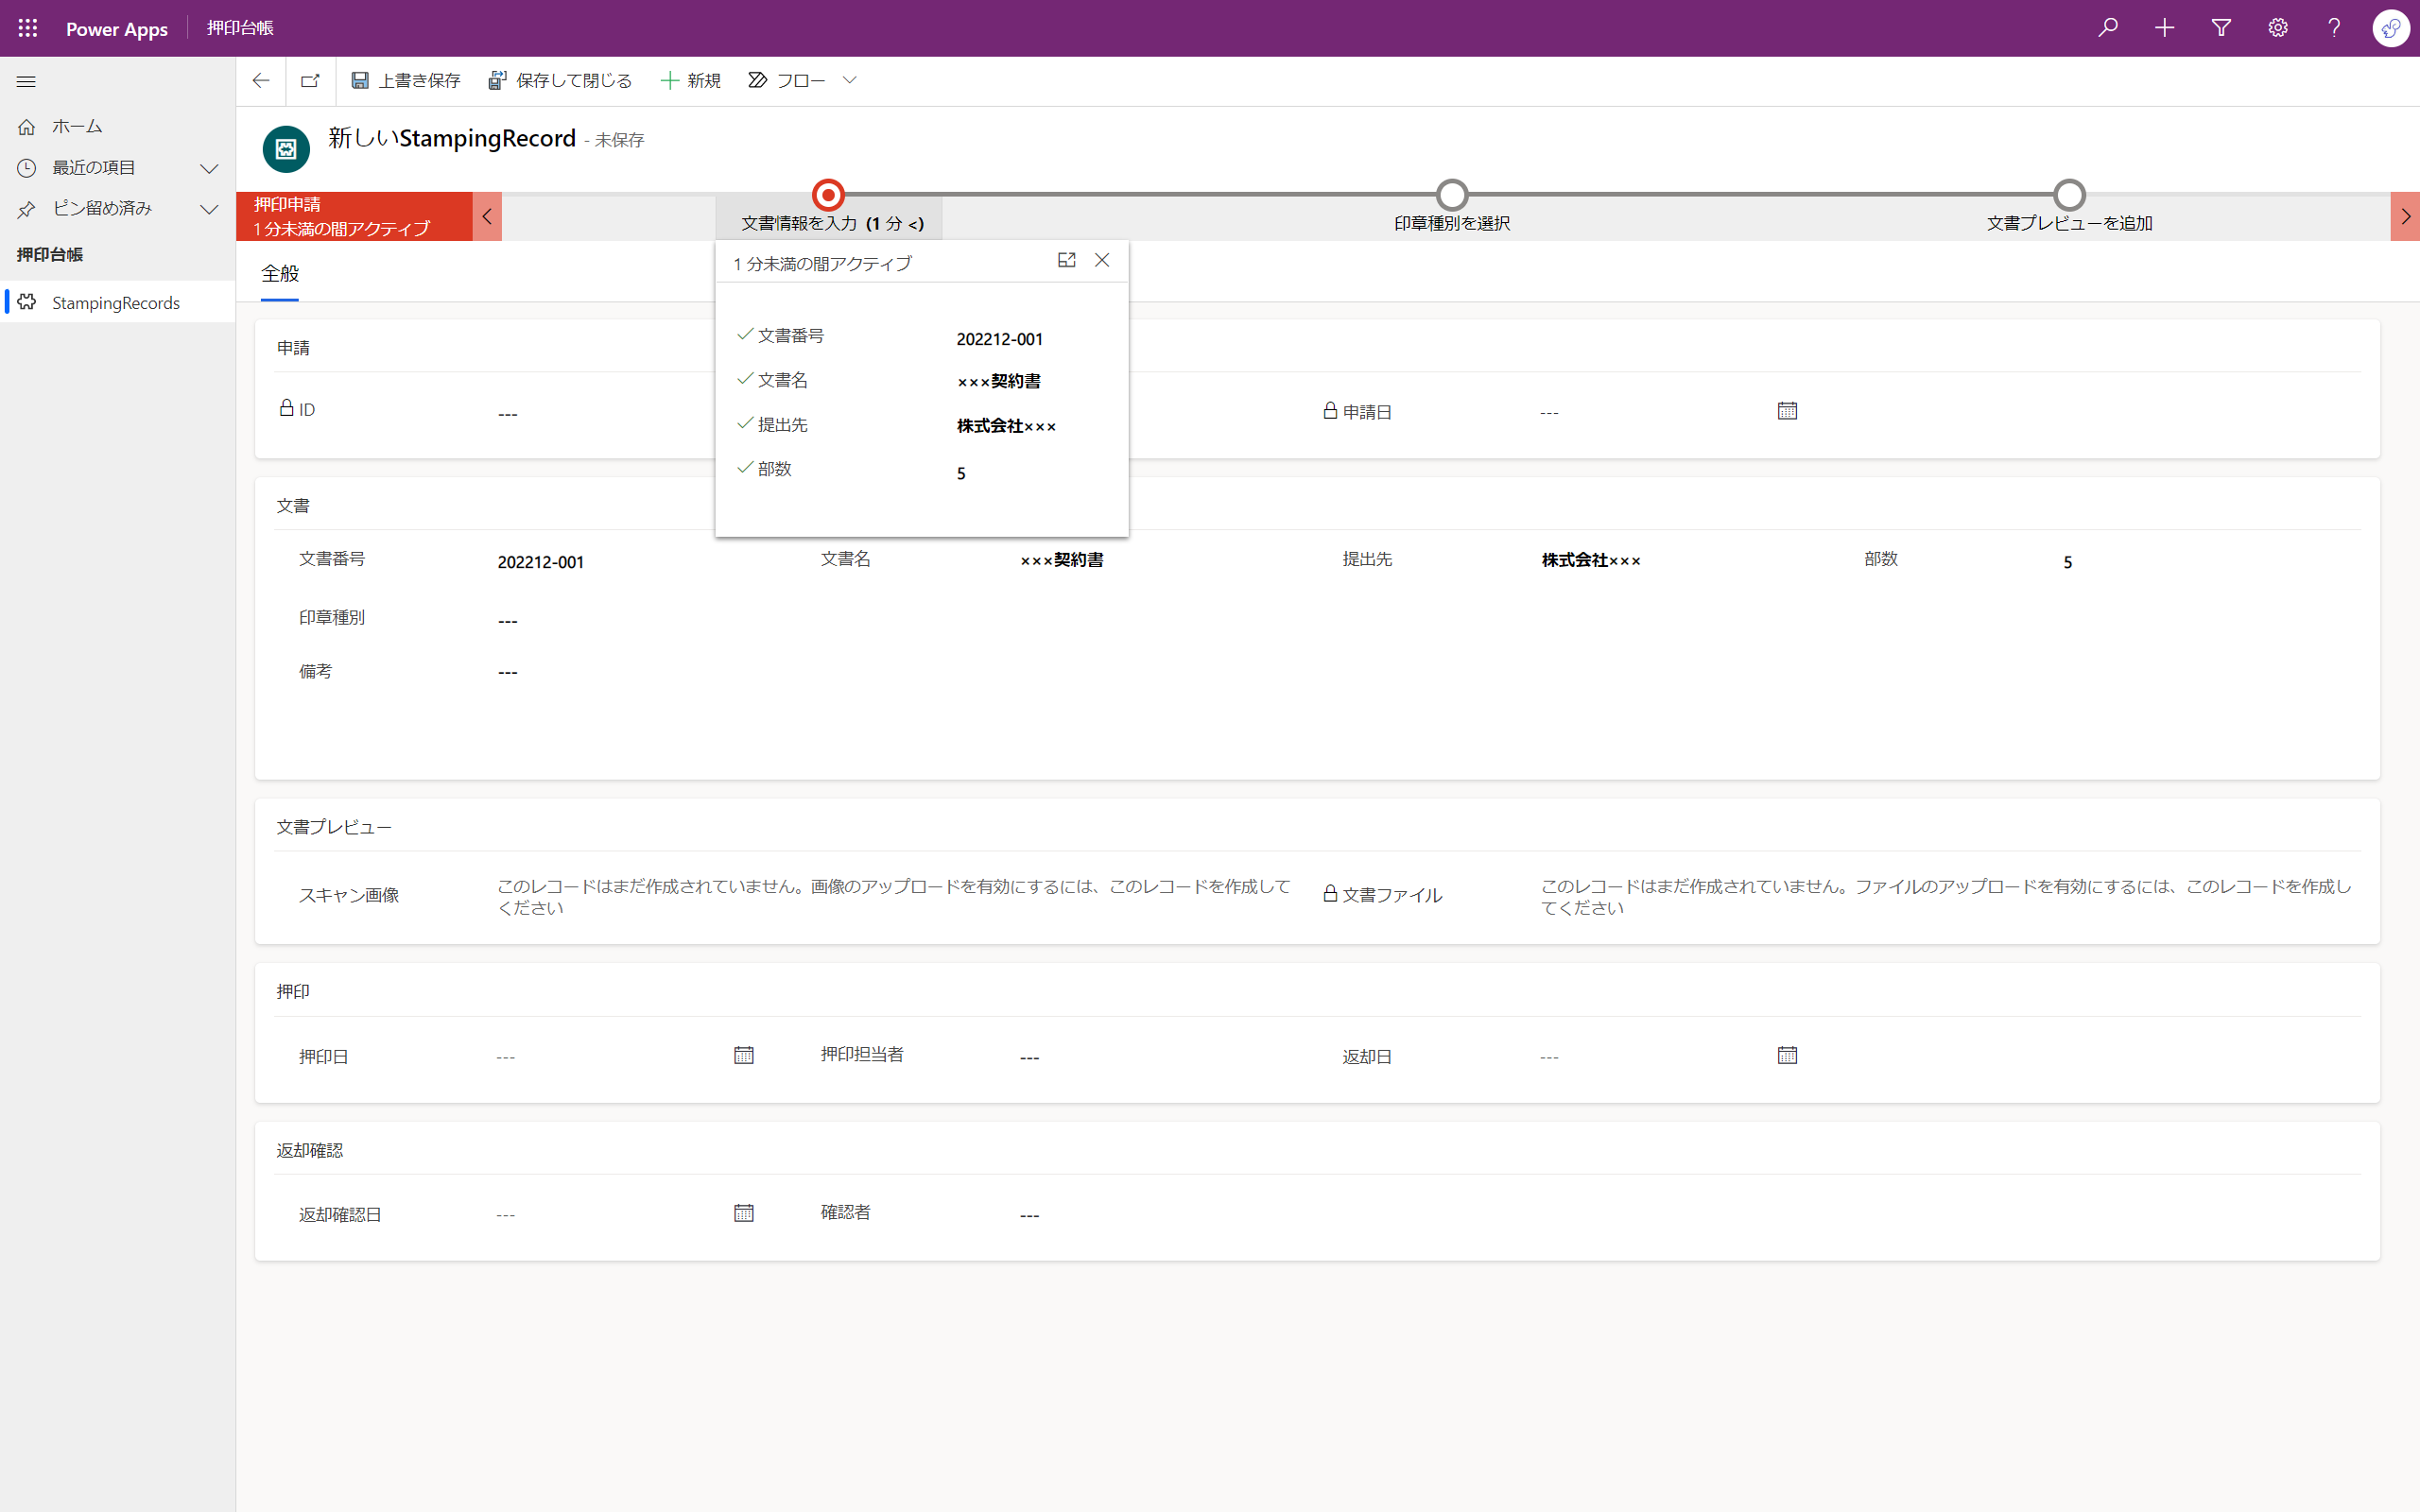 Power Apps 押印台帳
上書き保存 保存して閉じる 新規 フロー
ホーム
最近の項目
ピン留め済み
押印台帳
StampingRecords
新しいStampingRecord - 未保存
押印申請
1 分未満の間アクティブ
文書情報を入力 (1 分 <)
印章種別を選択
文書プレビューを追加
全般
1 分未満の間アクティブ
文書番号 202212-001
文書名 ×××契約書
提出先 株式会社×××
部数 5
申請
ID ---
申請日 ---
文書
文書番号 202212-001 文書名 ×××契約書 提出先 株式会社××× 部数 5
印章種別 ---
備考 ---
文書プレビュー
スキャン画像
このレコードはまだ作成されていません。画像のアップロードを有効にするには、このレコードを作成して
ください
文書ファイル
このレコードはまだ作成されていません。ファイルのアップロードを有効にするには、このレコードを作成し
てください
押印
押印日 --- 押印担当者 --- 返却日 ---
返却確認
返却確認日 --- 確認者 ---